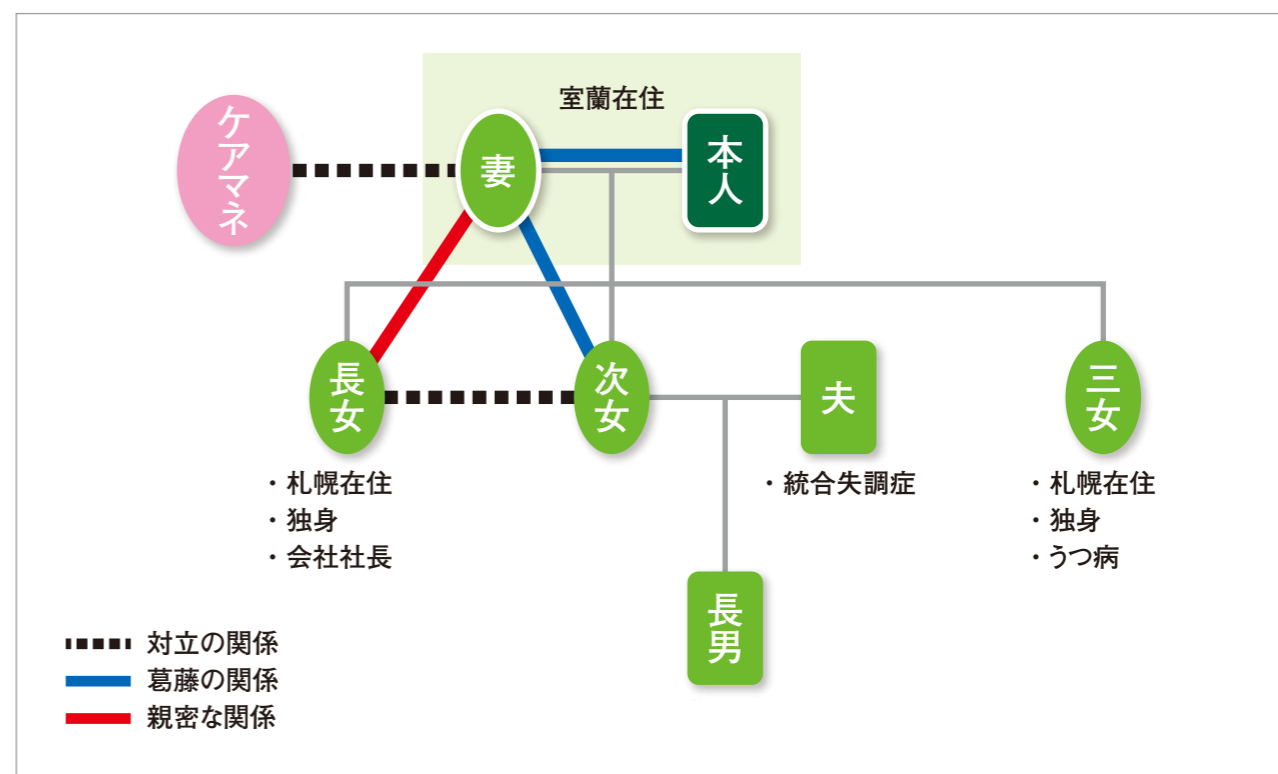 室蘭在住
ケアマネ
妻
本人
長女
次女
夫
三女
・札幌在住
・独身
・会社社長
・統合失調症
・札幌在住
・独身
・うつ病
長男
対立の関係
葛藤の関係
親密な関係